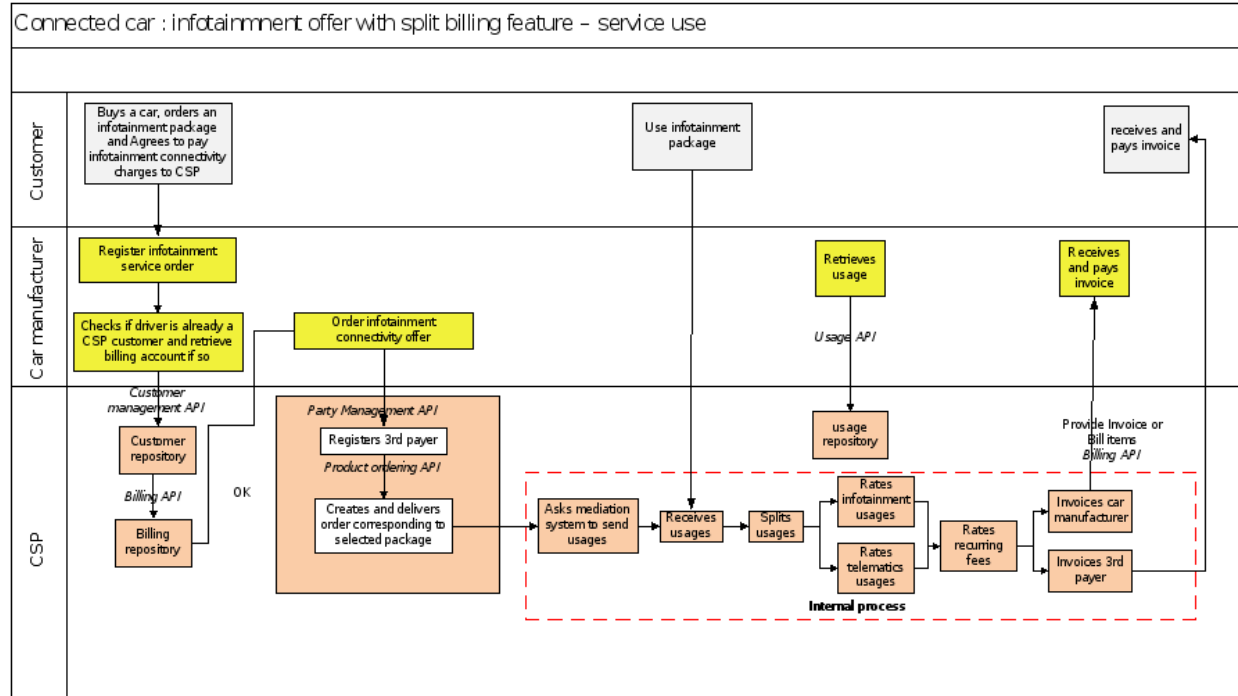 Connected car : infotainmnent offer with split billing feature – service use
Customer
Buys a car, orders an
infotainment package
and Agrees to pay
infotainment connectivity
charges to CSP
Use infotainment
package
receives and
pays invoice
Car manufacturer
Register infotainment
service order
Retrieves
usage
Receives
and pays
invoice
Checks if driver is already a
CSP customer and retrieve
billing account if so
Order infotainment
connectivity offer
Usage API
CSP
Customer
management API
Customer
repository
Billing API
Billing
repository
OK
Party Management API
Registers 3rd payer
Product ordering API
Creates and delivers
order corresponding to
selected package
usage
repository
Provide Invoice or
Bill items
Billing API
Asks mediation
system to send
usages
Receives
usages
Splits
usages
Rates
infotainment
usages
Rates
telematics
usages
Rates
recurring
fees
Invoices car
manufacturer
Invoices 3rd
payer
Internal process